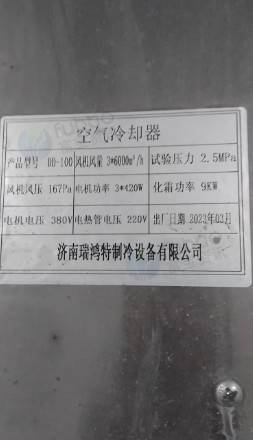 空气冷却器
产品型号 DD-100 风机风量 3*6000m³/h 试验压力 2.5MPa
风机风压 167Pa 电机功率 3*420W 化霜功率 9KW
电机电压 380V 电热管电压 220V 出厂日期 2023年03月
济南瑞鸿特制冷设备有限公司